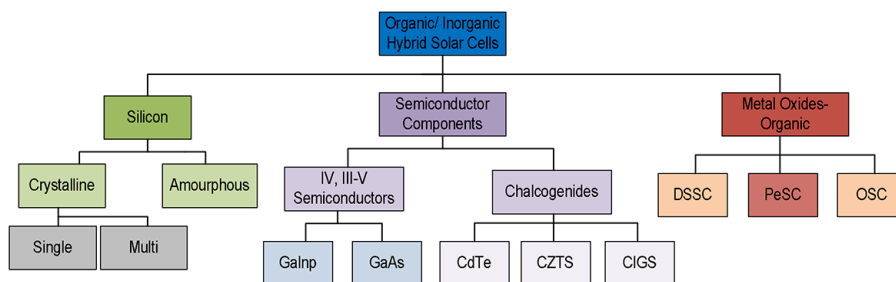 Organic/ Inorganic
Hybrid Solar Cells
Silicon
Semiconductor
Components
Metal Oxides-
Organic
Crystalline
Amourphous
IV, III-V
Semiconductors
Chalcogenides
DSSC
PeSC
OSC
Single
Multi
GaInp
GaAs
CdTe
CZTS
CIGS